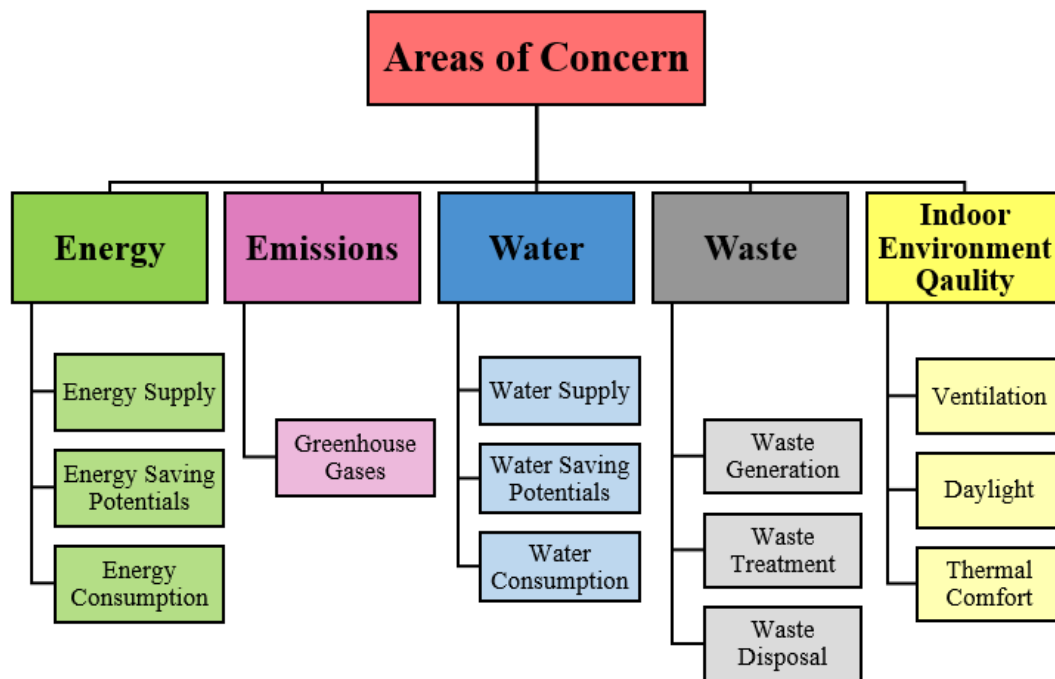 Areas of Concern
Energy
Emissions
Water
Waste
Indoor
Environment
Qaulity
Energy Supply
Energy Saving
Potentials
Energy
Consumption
Greenhouse
Gases
Water Supply
Water Saving
Potentials
Water
Consumption
Waste
Generation
Waste
Treatment
Waste
Disposal
Ventilation
Daylight
Thermal
Comfort